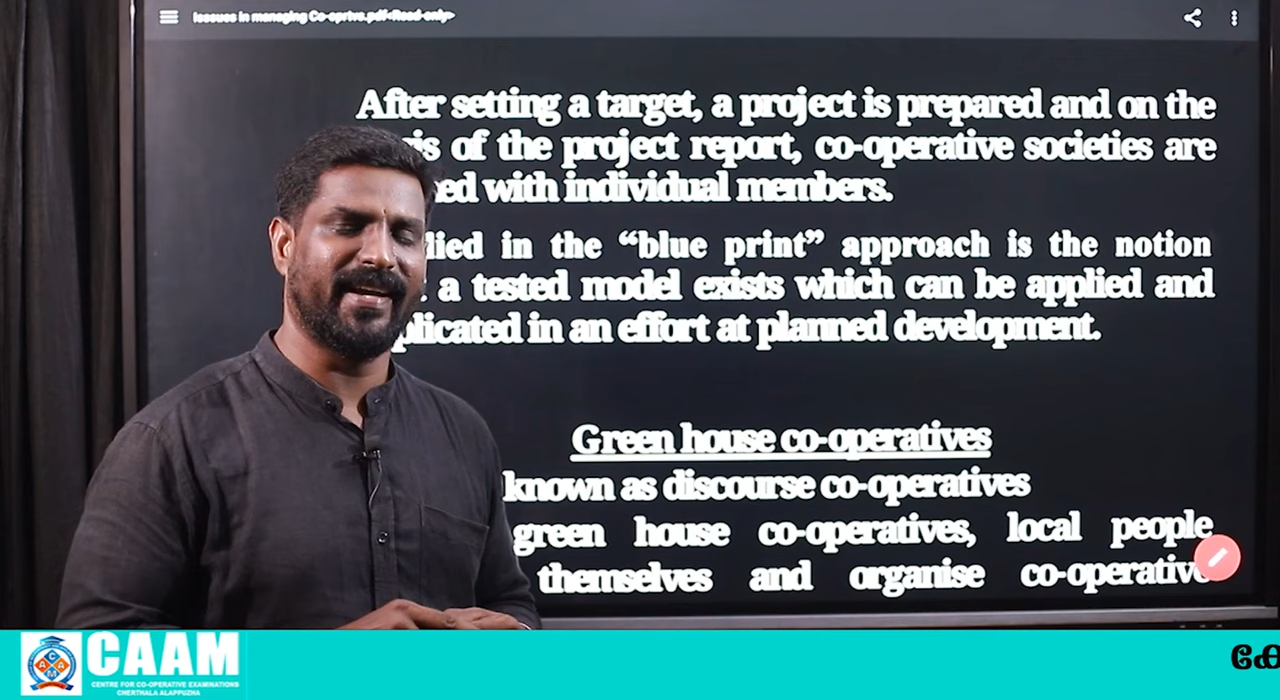 Isssues in managing Co-oprtvs.pdf<Read-only>
After setting a target, a project is prepared and on the
of the project report, co-operative societies are
with individual members.
in the “blue print” approach is the notion
a tested model exists which can be applied and
in an effort at planned development.
Green house co-operatives
known as discourse co-operatives
green house co-operatives, local people
themselves and organise co-operative
CAAM
CENTRE FOR CO-OPERATIVE EXAMINATIONS
CHERTHALA ALAPPUZHA